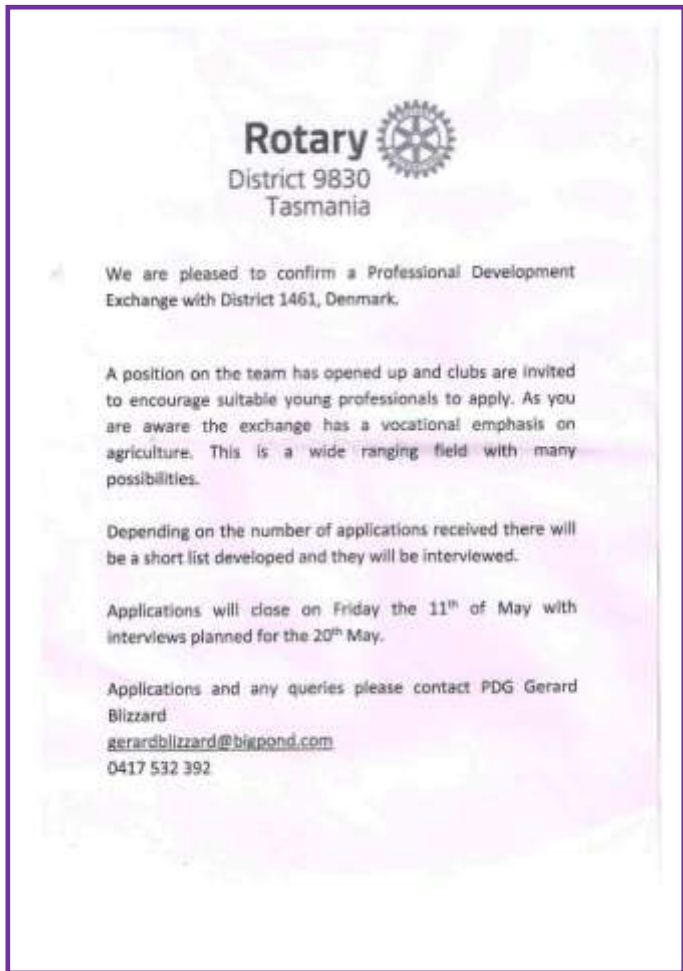 Rotary
District 9830
Tasmania
We are pleased to confirm a Professional Development
Exchange with District 1461, Denmark.
A position on the team has opened up and clubs are invited
to encourage suitable young professionals to apply. As you
are aware the exchange has a vocational emphasis on
agriculture. This is a wide ranging field with many
possibilities.
Depending on the number of applications received there will
be a short list developed and they will be interviewed.
Applications will close on Friday the 11th of May with
interviews planned for the 20th May.
Applications and any queries please contact PDG Gerard
Blizzard
gerardblizzard@bigpond.com
0417 532 392